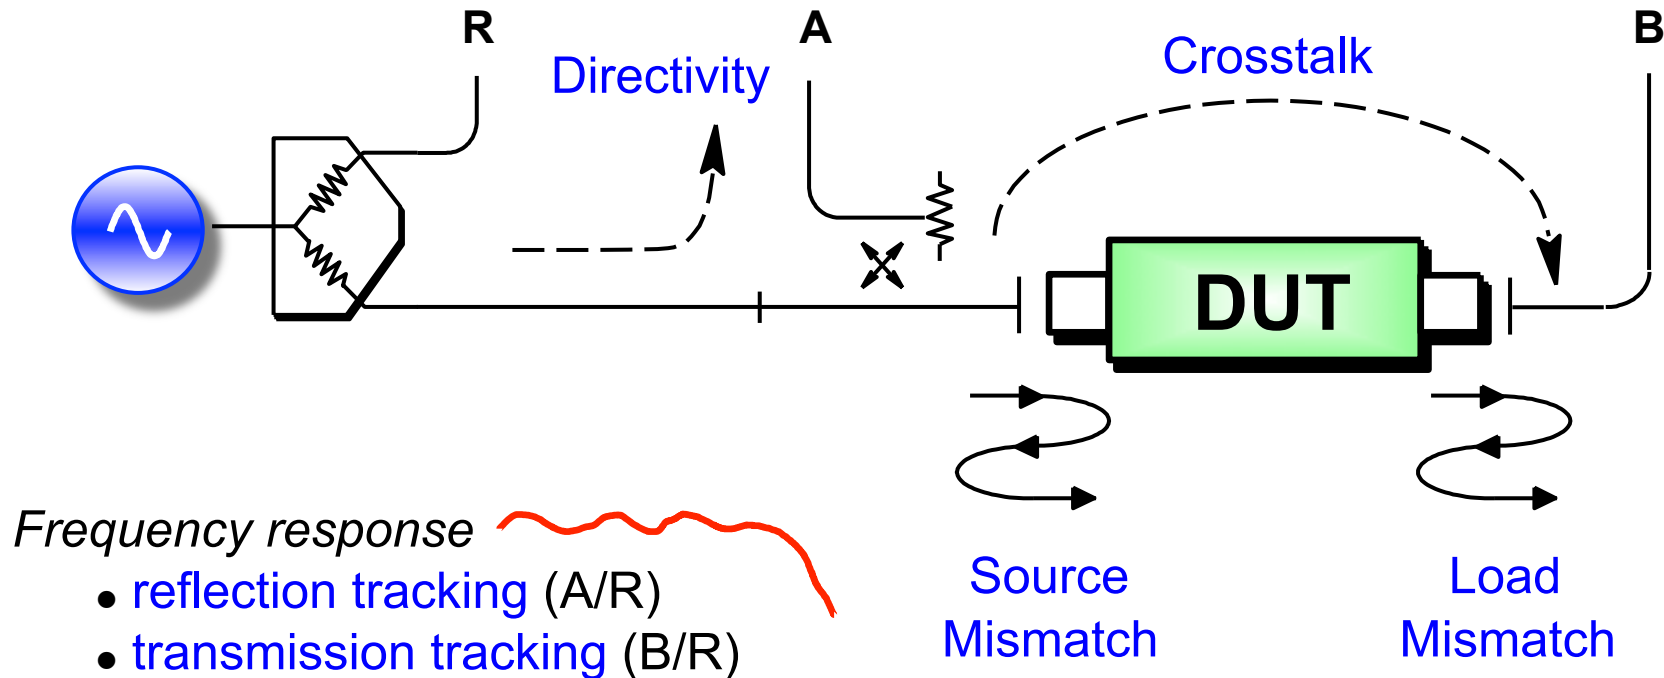 R
A
B
Directivity
Crosstalk
DUT
Frequency response
• reflection tracking (A/R)
• transmission tracking (B/R)
Source
Mismatch
Load
Mismatch